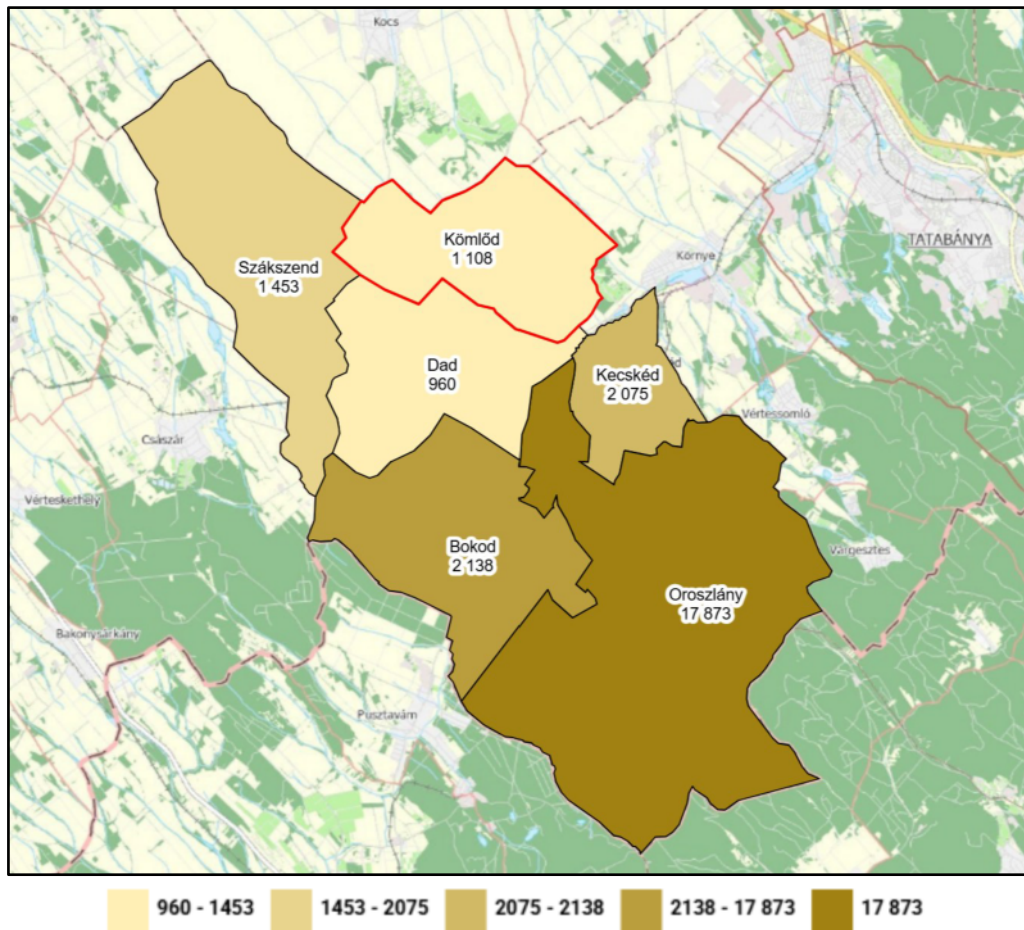 Kocs
TATABÁNYA
Kömlőd
1 108
Környe
Szákszend
1 453
Dad
960
Kecskéd
2 075
Vértessomló
Császár
Vérteskethely
Bokod
2 138
Várgesztes
Oroszlány
17 873
Bakonysárkány
Pusztavám
960 - 1453
1453 - 2075
2075 - 2138
2138 - 17 873
17 873